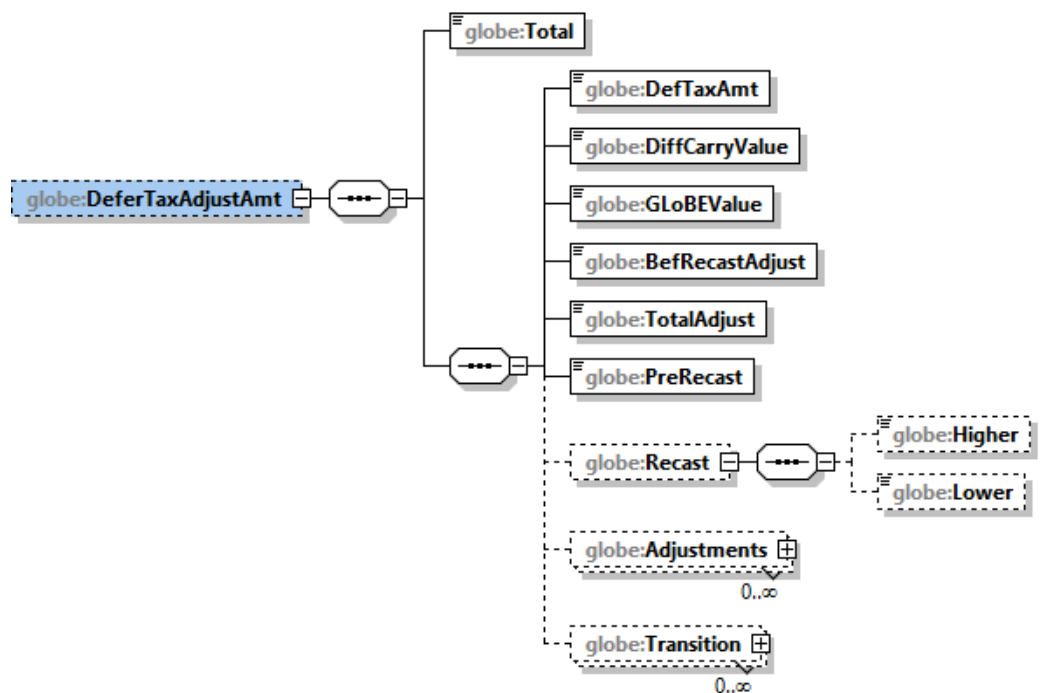 globe:Total
globe:DefTaxAmt
globe:DiffCarryValue
globe:DeferTaxAdjustAmt
globe:GLoBEValue
globe:BefRecastAdjust
globe:TotalAdjust
globe:PreRecast
globe:Recast
globe:Higher
globe:Lower
globe:Adjustments
0..∞
globe:Transition
0..∞